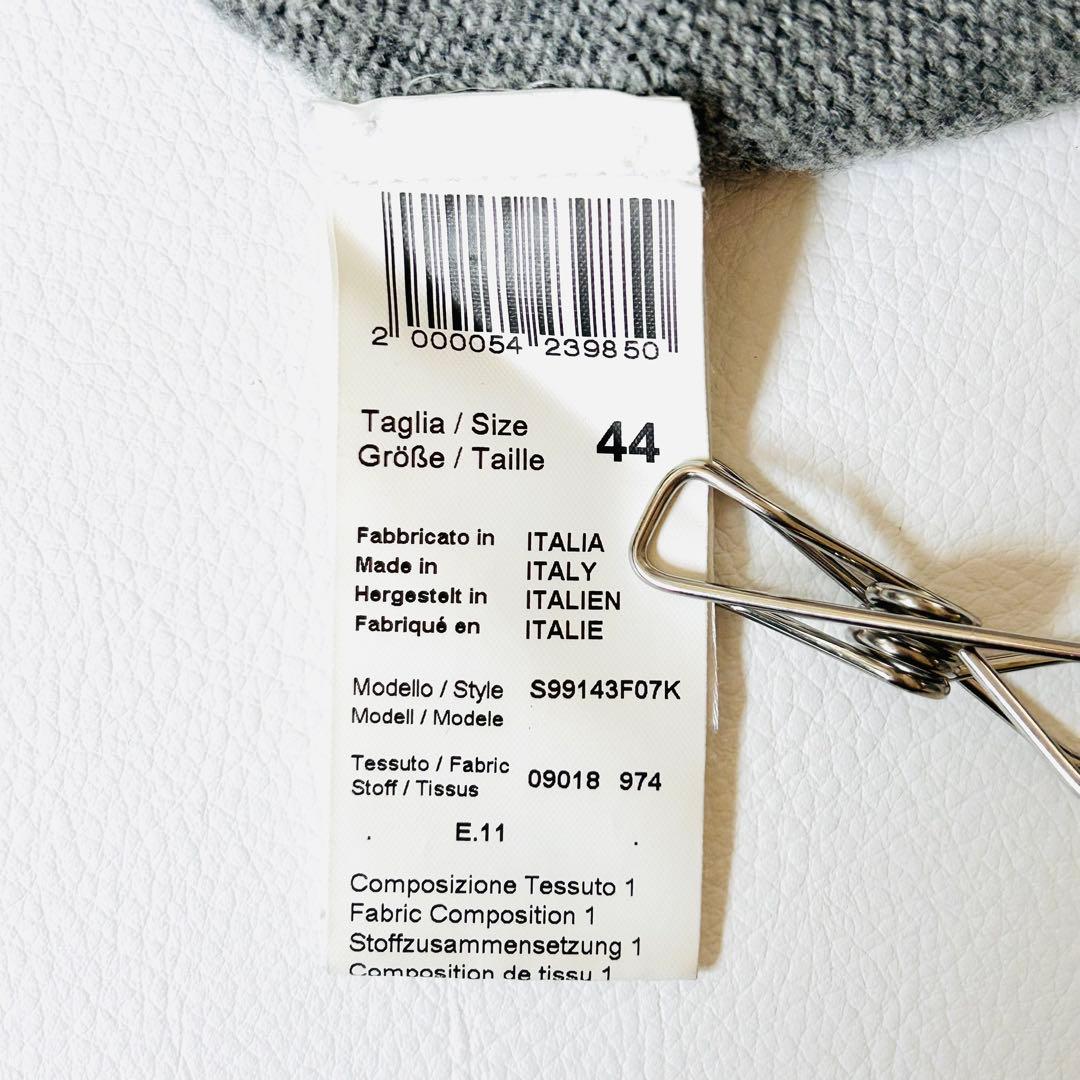 2 000054 239850
Taglia / Size
Größe / Taille 44
Fabbricato in ITALIA
Made in ITALY
Hergestelt in ITALIEN
Fabriqué en ITALIE
Modello / Style S99143F07K
Modell / Modele
Tessuto / Fabric
Stoff / Tissus 09018 974
. E.11 .
Composizione Tessuto 1
Fabric Composition 1
Stoffzusammensetzung 1
Composition de tissu 1